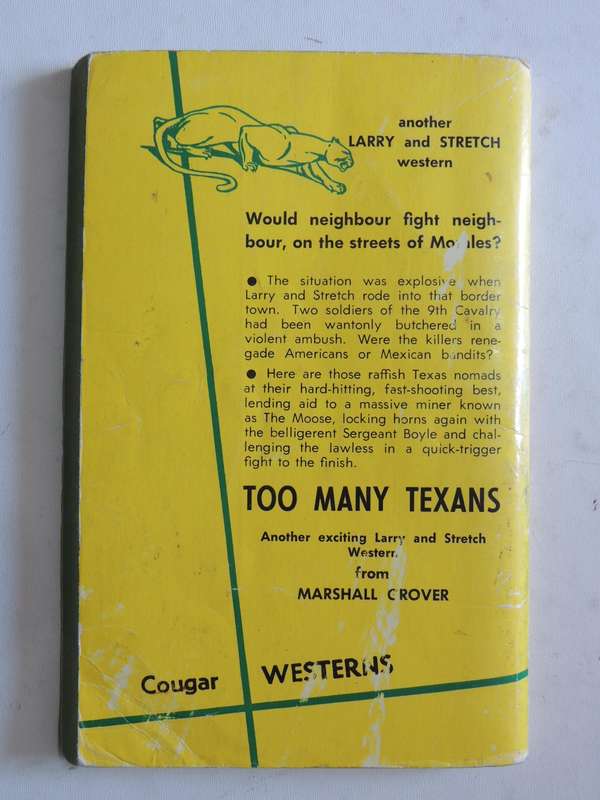 another
LARRY and STRETCH
western
Would neighbour fight neigh-
bour, on the streets of Morales?
● The situation was explosive when
Larry and Stretch rode into that border
town. Two soldiers of the 9th Cavalry
had been wantonly butchered in a
violent ambush. Were the killers rene-
gade Americans or Mexican bandits?
● Here are those raffish Texas nomads
at their hard-hitting, fast-shooting best,
lending aid to a massive miner known
as The Moose, locking horns again with
the belligerent Sergeant Boyle and chal-
lenging the lawless in a quick-trigger
fight to the finish.
TOO MANY TEXANS
Another exciting Larry and Stretch
Western
from
MARSHALL GROVER
Cougar WESTERNS